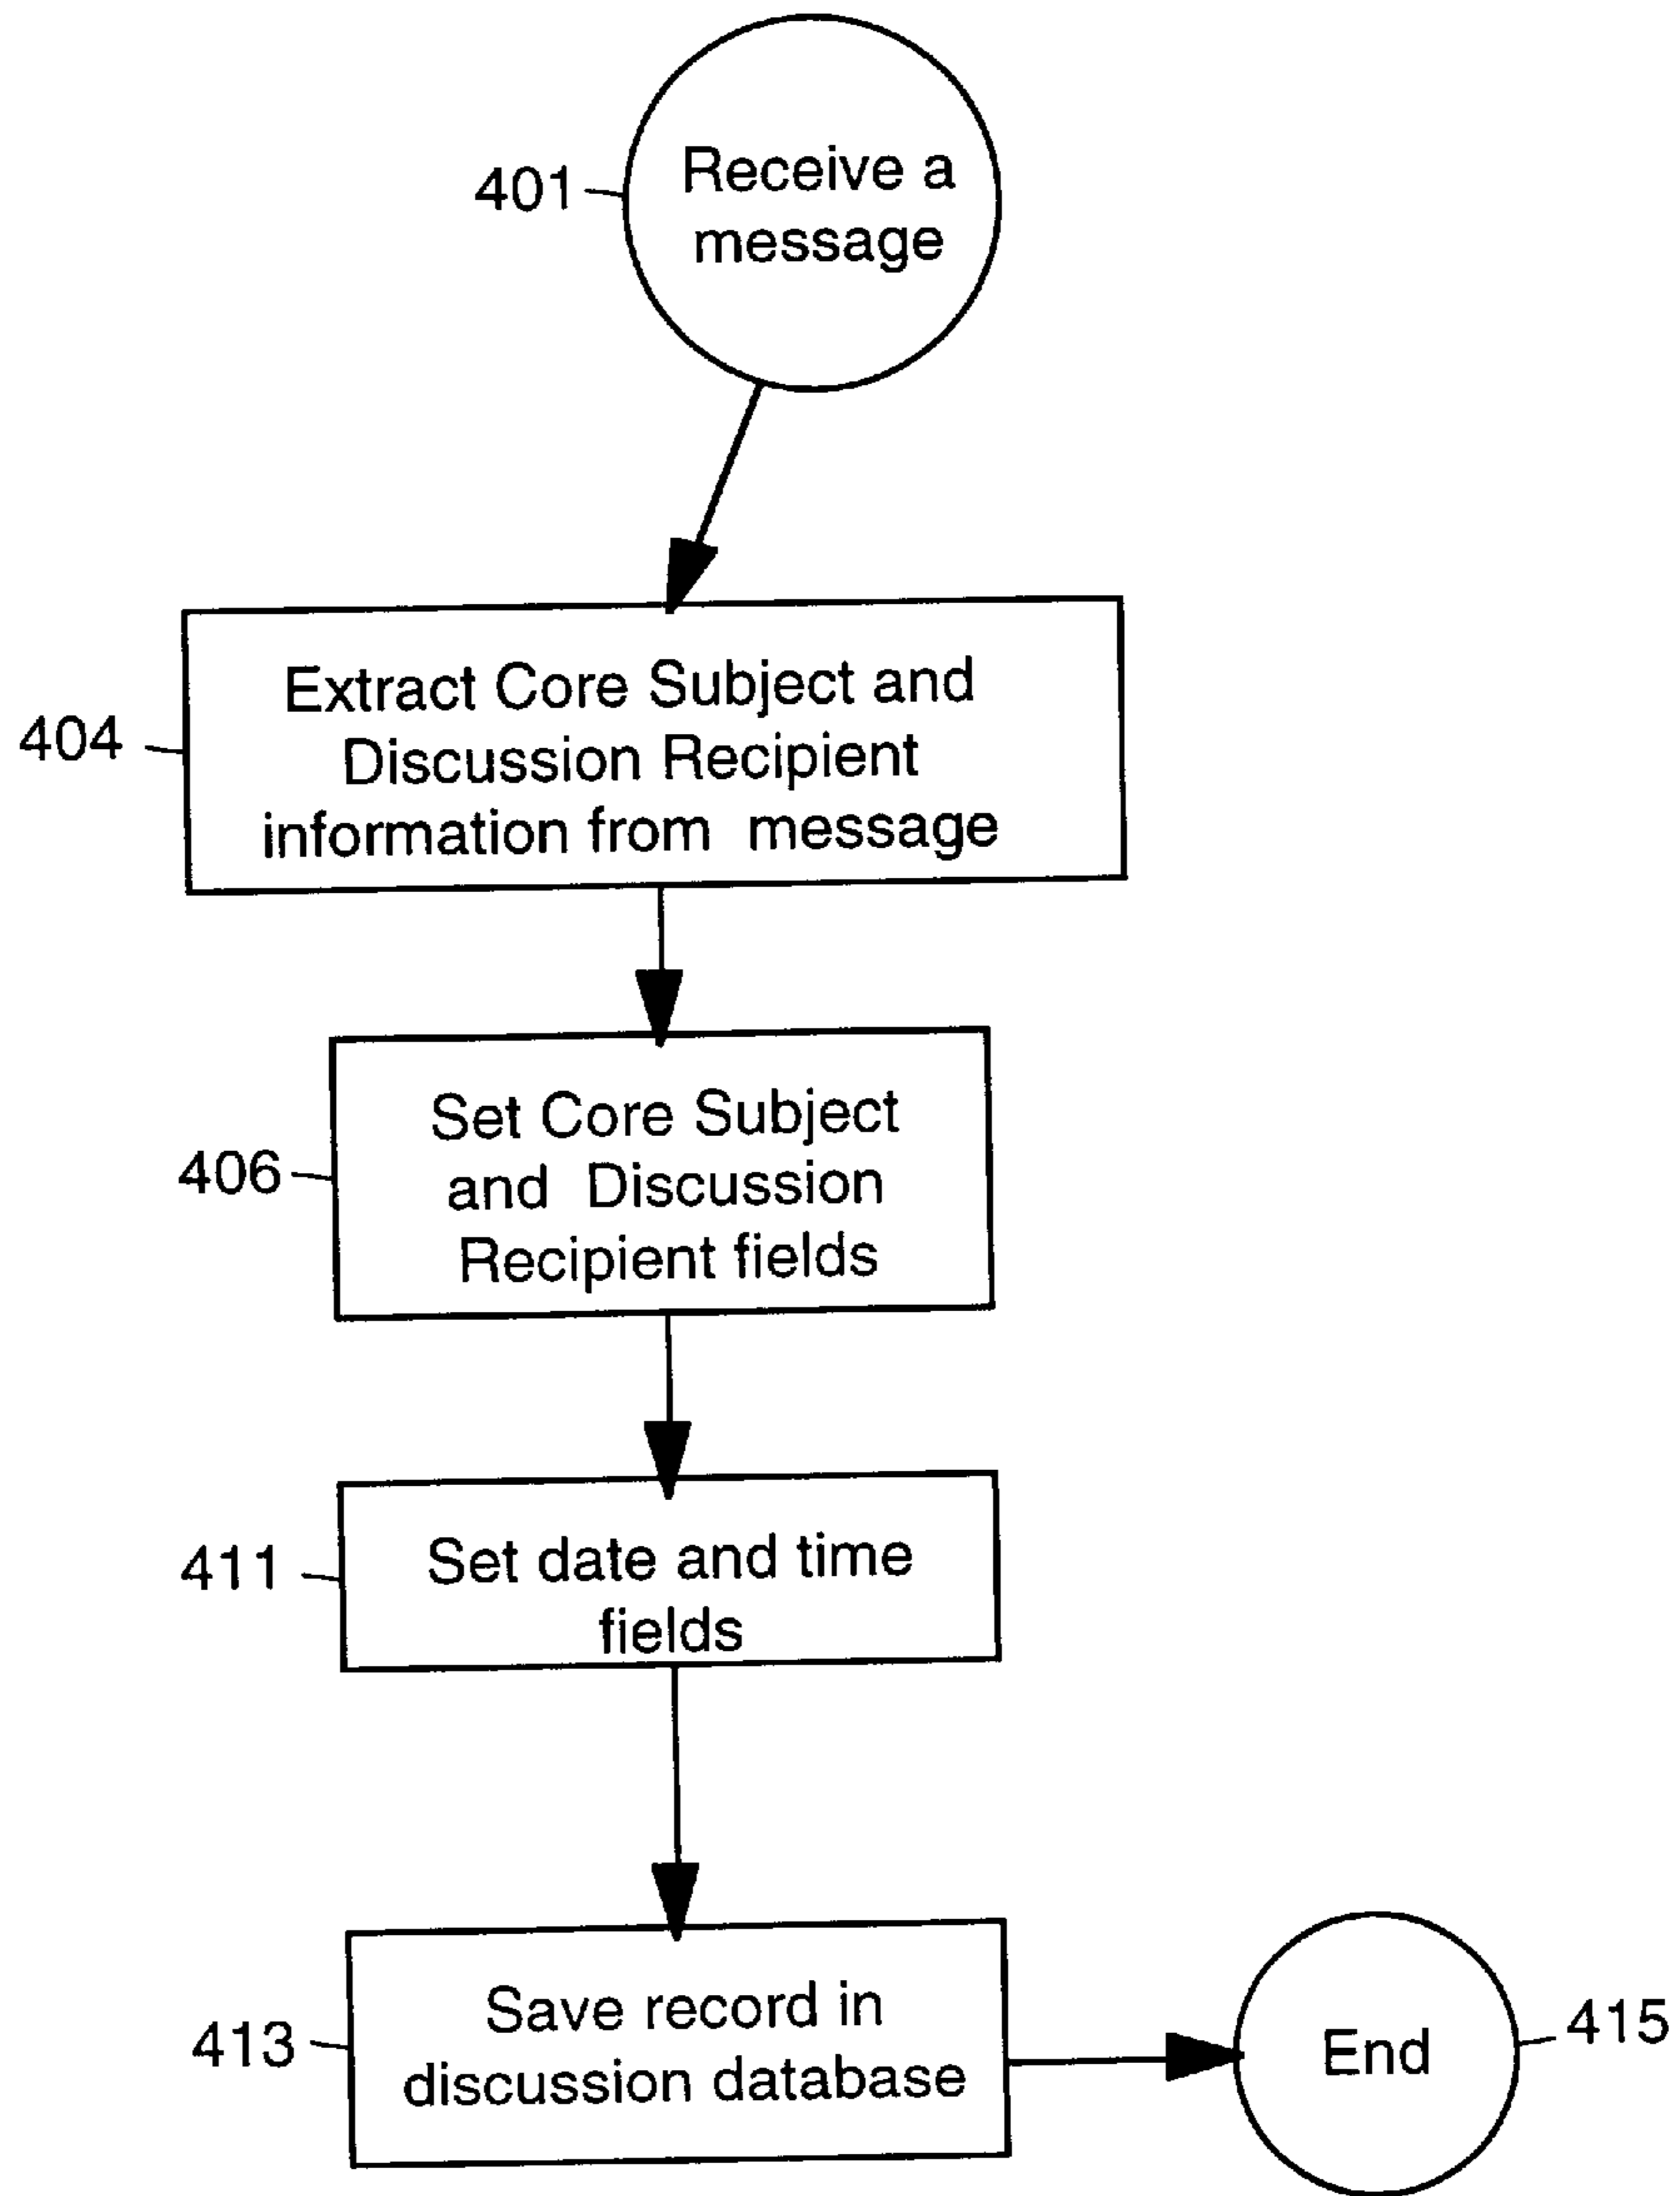 Receive a
message
401
Extract Core Subject and
Discussion Recipient
information from message
404
Set Core Subject
and Discussion
Recipient fields
406
Set date and time
fields
411
Save record in
discussion database
413
End
415